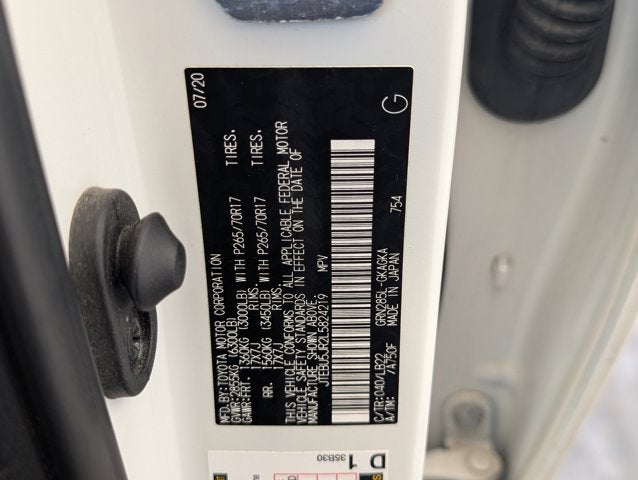 MFD.BY:TOYOTA MOTOR CORPORATION 07/20
GVWR:2855KG (6300LB)
GAWR:FRT. 1360KG (3000LB) WITH P265/70R17 TIRES.
17X7J RIMS.
RR. 1565KG (3450LB) WITH P265/70R17 TIRES.
17X7J RIMS.
THIS VEHICLE CONFORMS TO ALL APPLICABLE FEDERAL MOTOR
VEHICLE SAFETY STANDARDS IN EFFECT ON THE DATE OF
MANUFACTURE SHOWN ABOVE.
JTEBU5JR2L5824219 MPV
C/TR:040/LB22 GRN285L-GKAGKA
A/TM: /A750F MADE IN JAPAN 754
G
D 1
35B30